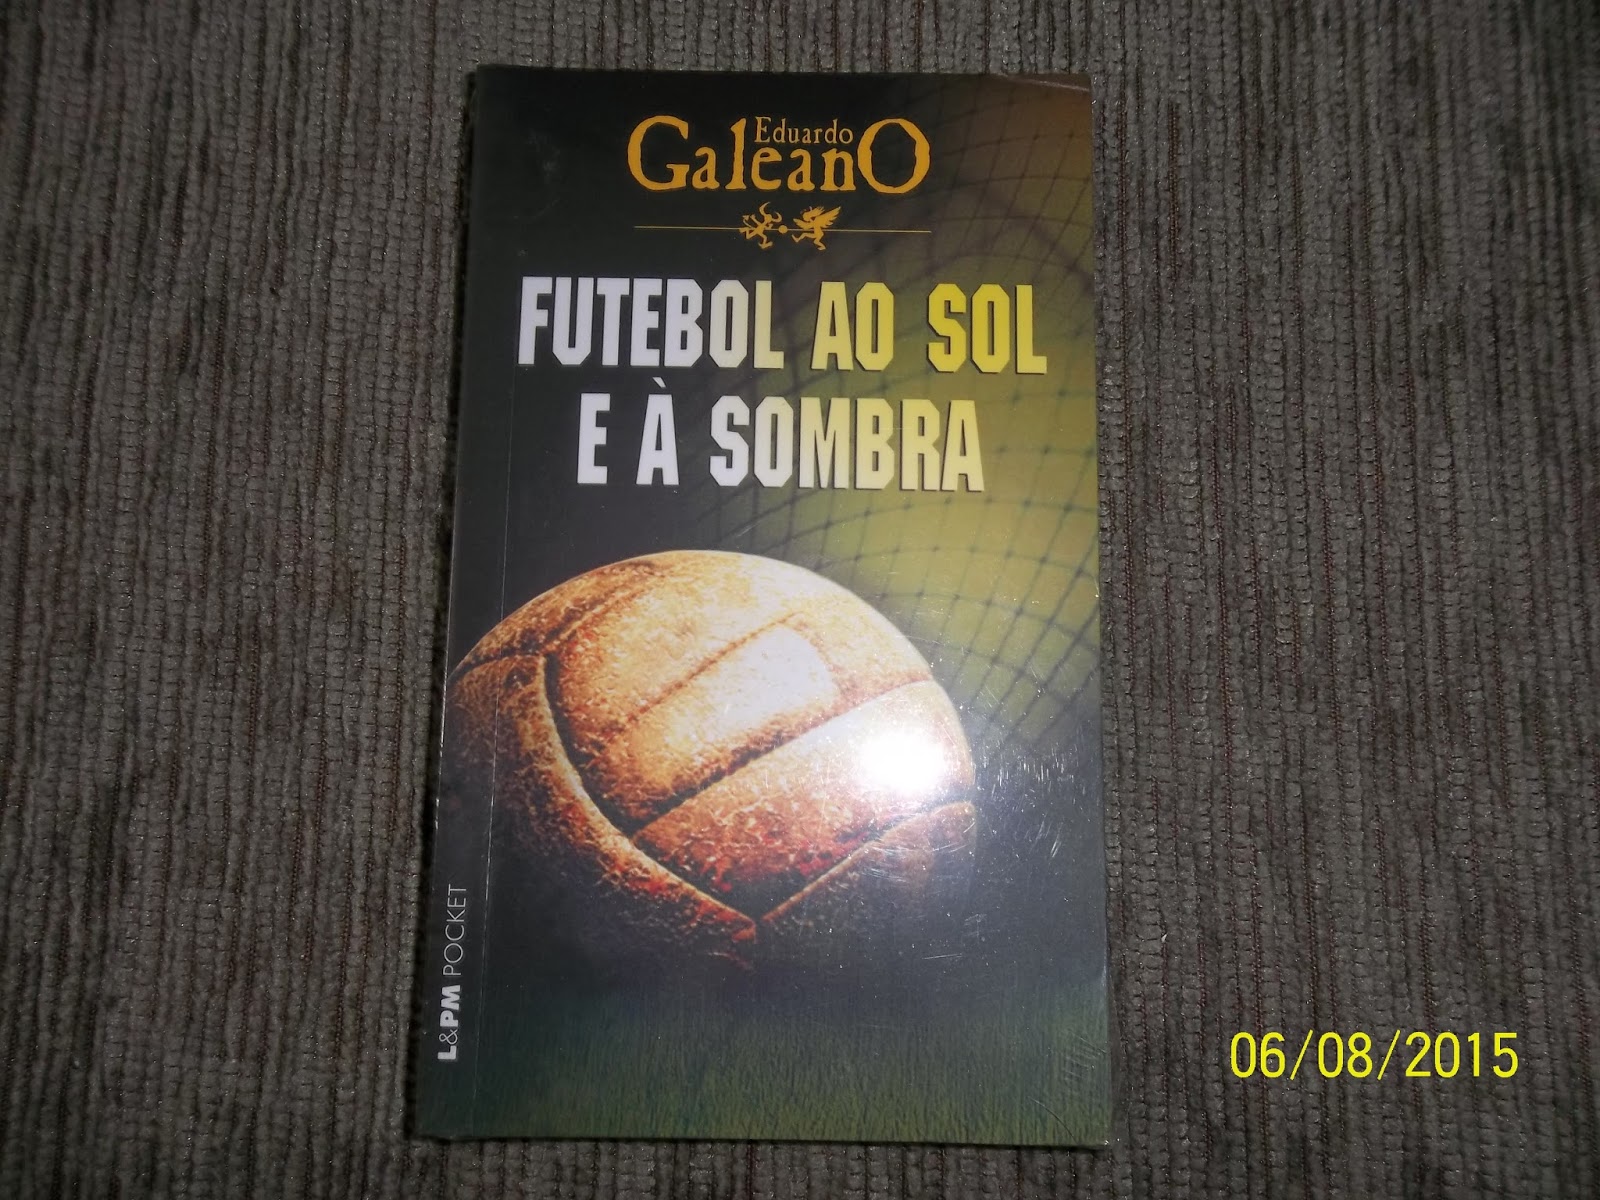 Eduardo
GaleanO
FUTEBOL AO SOL
E À SOMBRA
L&PM POCKET
06/08/2015